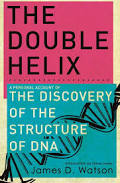 THE
DOUBLE
HELIX
A PERSONAL ACCOUNT OF
THE DISCOVERY
OF THE
STRUCTURE
OF DNA
James D. Watson